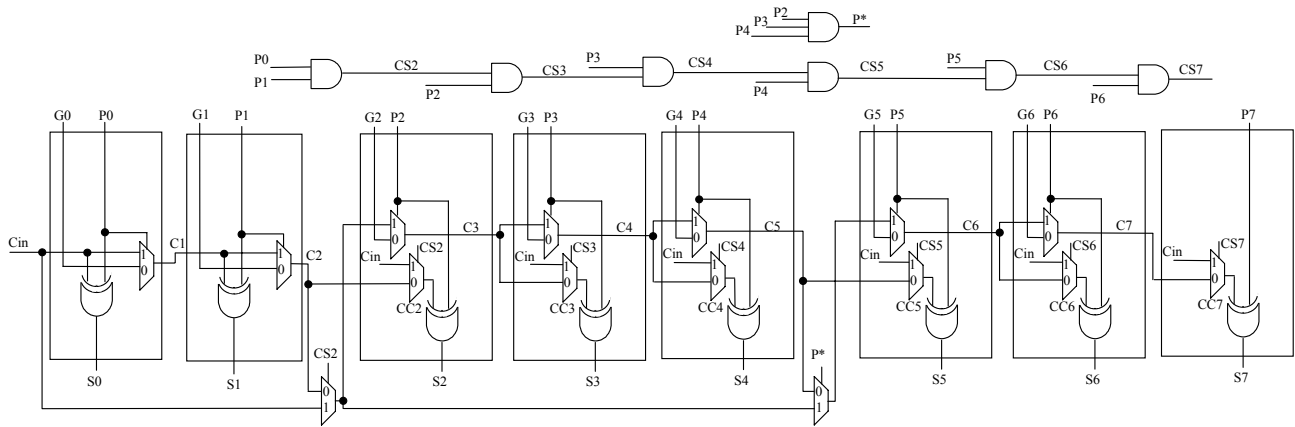 P2
P3
P4
P*
P0
P1
CS2
P2
CS3
P3
CS4
P4
CS5
P5
CS6
P6
CS7
G0 P0
G1 P1
G2 P2
G3 P3
G4 P4
G5 P5
G6 P6
P7
Cin
1
0
C1
1
0
C2
1
0
C3
CS2
Cin
1
0
CC2
1
0
C4
CS3
Cin
1
0
CC3
1
0
C5
CS4
Cin
1
0
CC4
1
0
C6
CS5
Cin
1
0
CC5
1
0
C7
CS6
Cin
1
0
CC6
CS7
Cin
1
0
CC7
S0
S1
CS2
0
1
S2
S3
S4
P*
0
1
S5
S6
S7